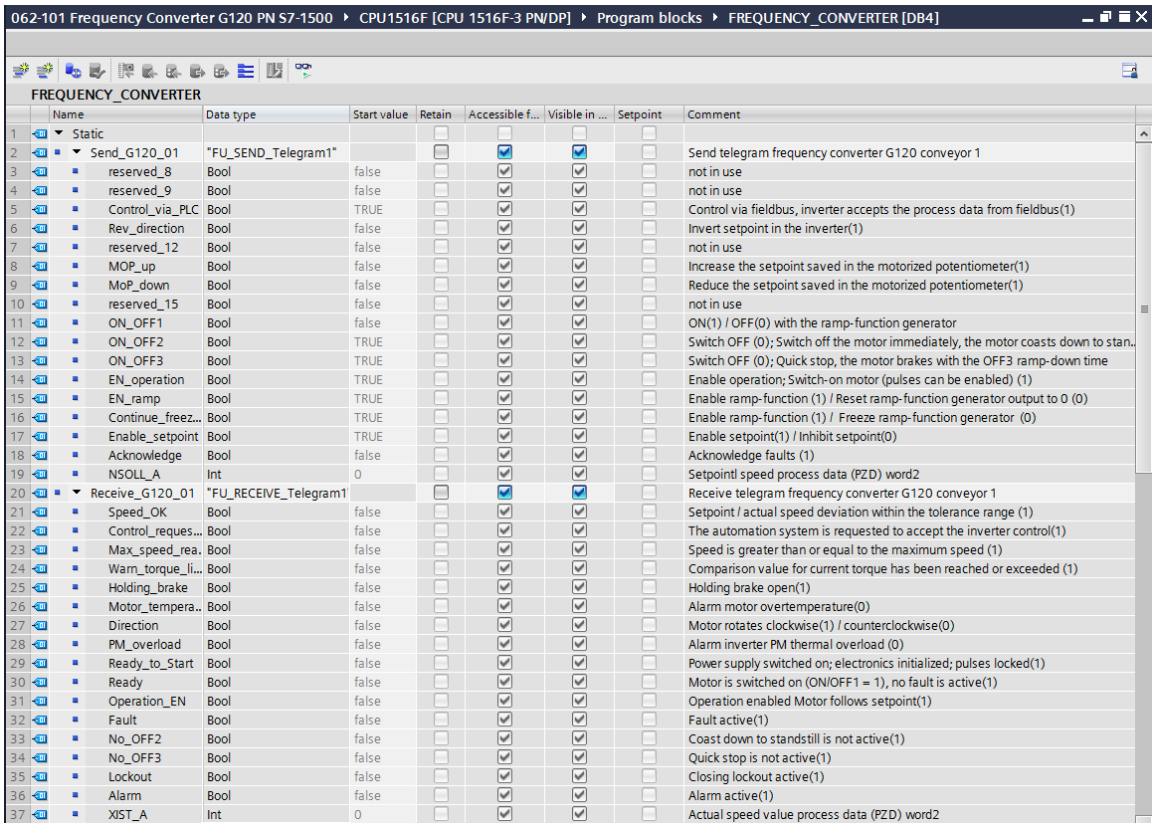 062-101 Frequency Converter G120 PN S7-1500 ▸ CPU1516F [CPU 1516F-3 PN/DP] ▸ Program blocks ▸ FREQUENCY_CONVERTER [DB4]
FREQUENCY_CONVERTER
Name Data type Start value Retain Accessible f... Visible in ... Setpoint Comment
1 Static
2 Send_G120_01 "FU_SEND_Telegram1" Send telegram frequency converter G120 conveyor 1
3 reserved_8 Bool false not in use
4 reserved_9 Bool false not in use
5 Control_via_PLC Bool TRUE Control via fieldbus, inverter accepts the process data from fieldbus(1)
6 Rev_direction Bool false Invert setpoint in the inverter(1)
7 reserved_12 Bool false not in use
8 MOP_up Bool false Increase the setpoint saved in the motorized potentiometer(1)
9 MoP_down Bool false Reduce the setpoint saved in the motorized potentiometer(1)
10 reserved_15 Bool false not in use
11 ON_OFF1 Bool false ON(1) / OFF(0) with the ramp-function generator
12 ON_OFF2 Bool TRUE Switch OFF (0); Switch off the motor immediately, the motor coasts down to stan..
13 ON_OFF3 Bool TRUE Switch OFF (0); Quick stop, the motor brakes with the OFF3 ramp-down time
14 EN_operation Bool TRUE Enable operation; Switch-on motor (pulses can be enabled) (1)
15 EN_ramp Bool TRUE Enable ramp-function (1) / Reset ramp-function generator output to 0 (0)
16 Continue_freez... Bool TRUE Enable ramp-function (1) / Freeze ramp-function generator (0)
17 Enable_setpoint Bool TRUE Enable setpoint(1) / Inhibit setpoint(0)
18 Acknowledge Bool false Acknowledge faults (1)
19 NSOLL_A Int 0 Setpointl speed process data (PZD) word2
20 Receive_G120_01 "FU_RECEIVE_Telegram1" Receive telegram frequency converter G120 conveyor 1
21 Speed_OK Bool false Setpoint / actual speed deviation within the tolerance range (1)
22 Control_reques... Bool false The automation system is requested to accept the inverter control(1)
23 Max_speed_rea.. Bool false Speed is greater than or equal to the maximum speed (1)
24 Warn_torque_li... Bool false Comparison value for current torque has been reached or exceeded (1)
25 Holding_brake Bool false Holding brake open(1)
26 Motor_tempera.. Bool false Alarm motor overtemperature(0)
27 Direction Bool false Motor rotates clockwise(1) / counterclockwise(0)
28 PM_overload Bool false Alarm inverter PM thermal overload (0)
29 Ready_to_Start Bool false Power supply switched on; electronics initialized; pulses locked(1)
30 Ready Bool false Motor is switched on (ON/OFF1 = 1), no fault is active(1)
31 Operation_EN Bool false Operation enabled Motor follows setpoint(1)
32 Fault Bool false Fault active(1)
33 No_OFF2 Bool false Coast down to standstill is not active(1)
34 No_OFF3 Bool false Quick stop is not active(1)
35 Lockout Bool false Closing lockout active(1)
36 Alarm Bool false Alarm active(1)
37 XIST_A Int 0 Actual speed value process data (PZD) word2